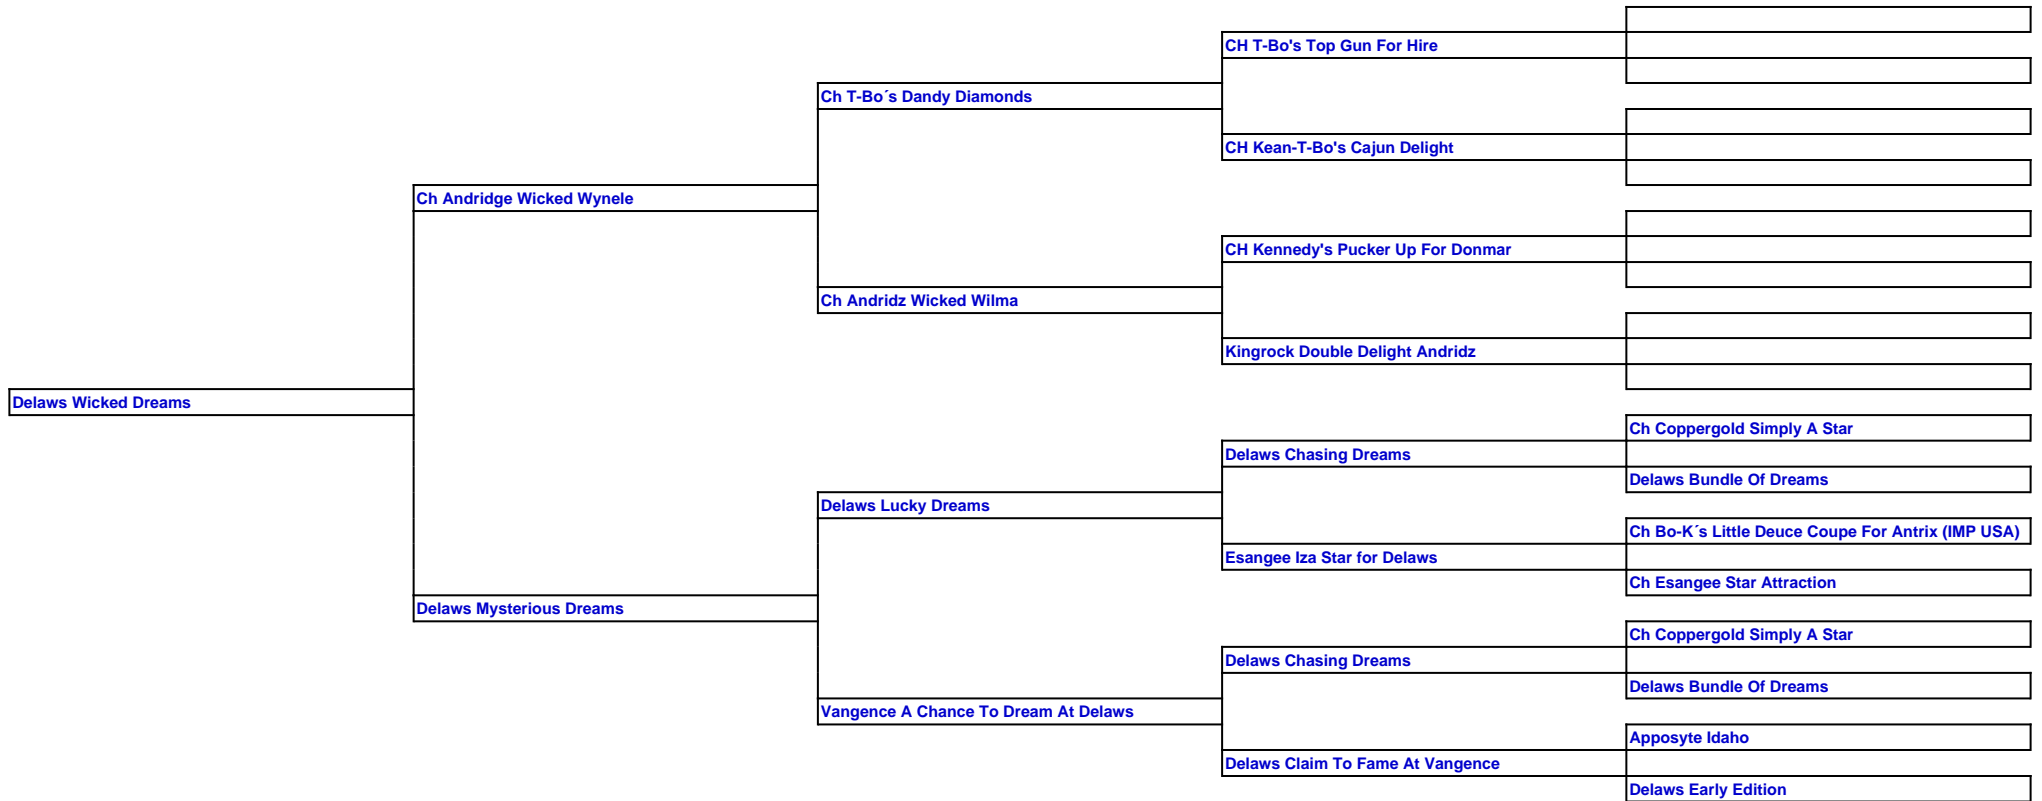 CH T-Bo's Top Gun For Hire
Ch T-Bo´s Dandy Diamonds
CH Kean-T-Bo's Cajun Delight
Ch Andridge Wicked Wynele
CH Kennedy's Pucker Up For Donmar
Ch Andridz Wicked Wilma
Kingrock Double Delight Andridz
Delaws Wicked Dreams
Ch Coppergold Simply A Star
Delaws Chasing Dreams
Delaws Bundle Of Dreams
Delaws Lucky Dreams
Ch Bo-K´s Little Deuce Coupe For Antrix (IMP USA)
Esangee Iza Star for Delaws
Ch Esangee Star Attraction
Delaws Mysterious Dreams
Ch Coppergold Simply A Star
Delaws Chasing Dreams
Delaws Bundle Of Dreams
Vangence A Chance To Dream At Delaws
Apposyte Idaho
Delaws Claim To Fame At Vangence
Delaws Early Edition